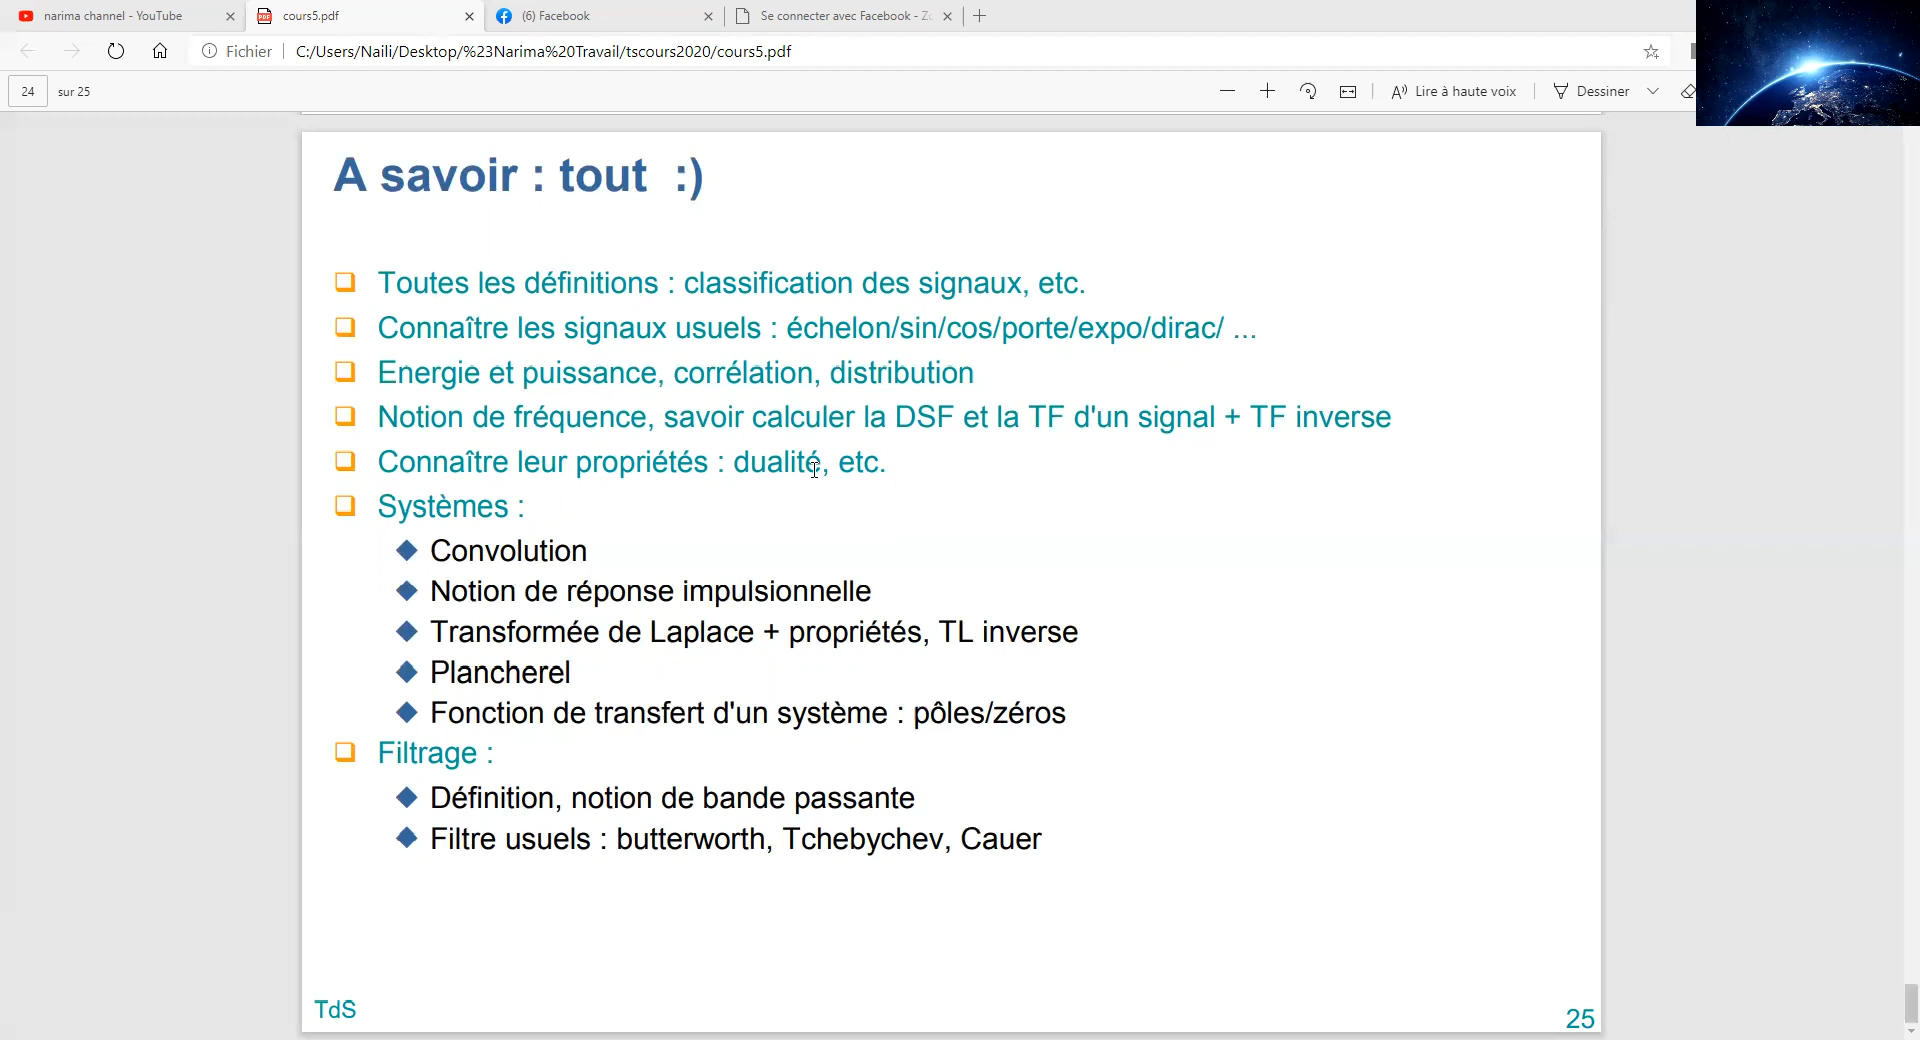 narima channel - YouTube
cours5.pdf
(6) Facebook
Se connecter avec Facebook - Zo
Fichier
C:/Users/Naili/Desktop/%23Narima%20Travail/tscours2020/cours5.pdf
24
sur 25
Lire à haute voix
Dessiner
A savoir : tout :)
Toutes les définitions : classification des signaux, etc.
Connaître les signaux usuels : échelon/sin/cos/porte/expo/dirac/ ...
Energie et puissance, corrélation, distribution
Notion de fréquence, savoir calculer la DSF et la TF d'un signal + TF inverse
Connaître leur propriétés : dualité, etc.
Systèmes :
Convolution
Notion de réponse impulsionnelle
Transformée de Laplace + propriétés, TL inverse
Plancherel
Fonction de transfert d'un système : pôles/zéros
Filtrage :
Définition, notion de bande passante
Filtre usuels : butterworth, Tchebychev, Cauer
TdS
25